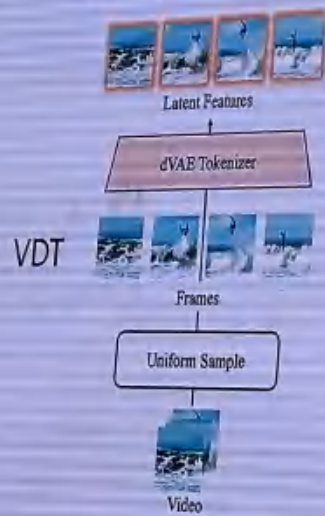 Latent Features
dVAE Tokenizer
VDT
Frames
Uniform Sample
Video